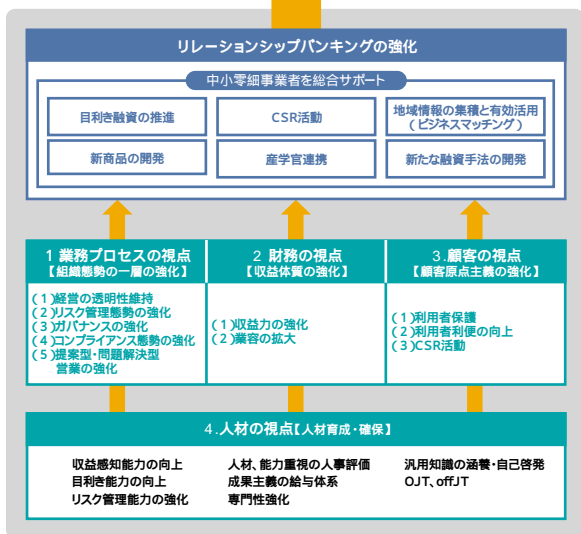 リレーションシップバンキングの強化
中小零細事業者を総合サポート
目利き融資の推進
CSR活動
地域情報の集積と有効活用
(ビジネスマッチング)
新商品の開発
産学官連携
新たな融資手法の開発
1 業務プロセスの視点
【組織態勢の一層の強化】
(1)経営の透明性維持
(2)リスク管理態勢の強化
(3)ガバナンスの強化
(4)コンプライアンス態勢の強化
(5)提案型・問題解決型
営業の強化
2 財務の視点
【収益体質の強化】
(1)収益力の強化
(2)業容の拡大
3.顧客の視点
【顧客原点主義の強化】
(1)利用者保護
(2)利用者利便の向上
(3)CSR活動
4.人材の視点【人材育成・確保】
収益感知能力の向上
目利き能力の向上
リスク管理能力の強化
人材、能力重視の人事評価
成果主義の給与体系
専門性強化
汎用知識の涵養・自己啓発
OJT、offJT